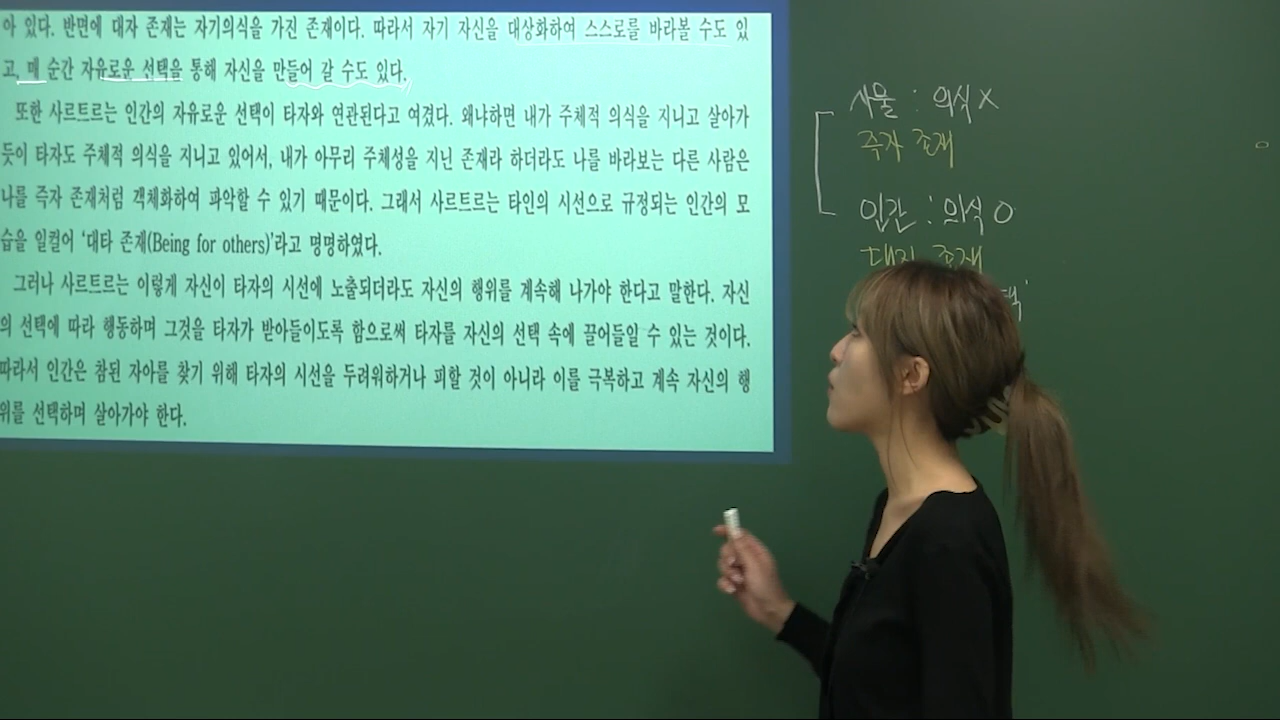 아 있다. 반면에 대자 존재는 자기의식을 가진 존재이다. 따라서 자기 자신을 대상화하여 스스로를 바라볼 수도 있
고, 매 순간 자유로운 선택을 통해 자신을 만들어 갈 수도 있다.
또한 사르트르는 인간의 자유로운 선택이 타자와 연관된다고 여겼다. 왜냐하면 내가 주체적 의식을 지니고 살아가
듯이 타자도 주체적 의식을 지니고 있어서, 내가 아무리 주체성을 지닌 존재라 하더라도 나를 바라보는 다른 사람은
나를 즉자 존재처럼 객체화하여 파악할 수 있기 때문이다. 그래서 사르트르는 타인의 시선으로 규정되는 인간의 모
습을 일컬어 ‘대타 존재(Being for others)’라고 명명하였다.
그러나 사르트르는 이렇게 자신이 타자의 시선에 노출되더라도 자신의 행위를 계속해 나가야 한다고 말한다. 자신
의 선택에 따라 행동하며 그것을 타자가 받아들이도록 함으로써 타자를 자신의 선택 속에 끌어들일 수 있는 것이다.
따라서 인간은 참된 자아를 찾기 위해 타자의 시선을 두려워하거나 피할 것이 아니라 이를 극복하고 계속 자신의 행
위를 선택하며 살아가야 한다.
사물 : 의식 X
즉자 존재
인간 : 의식 O
대자 존재